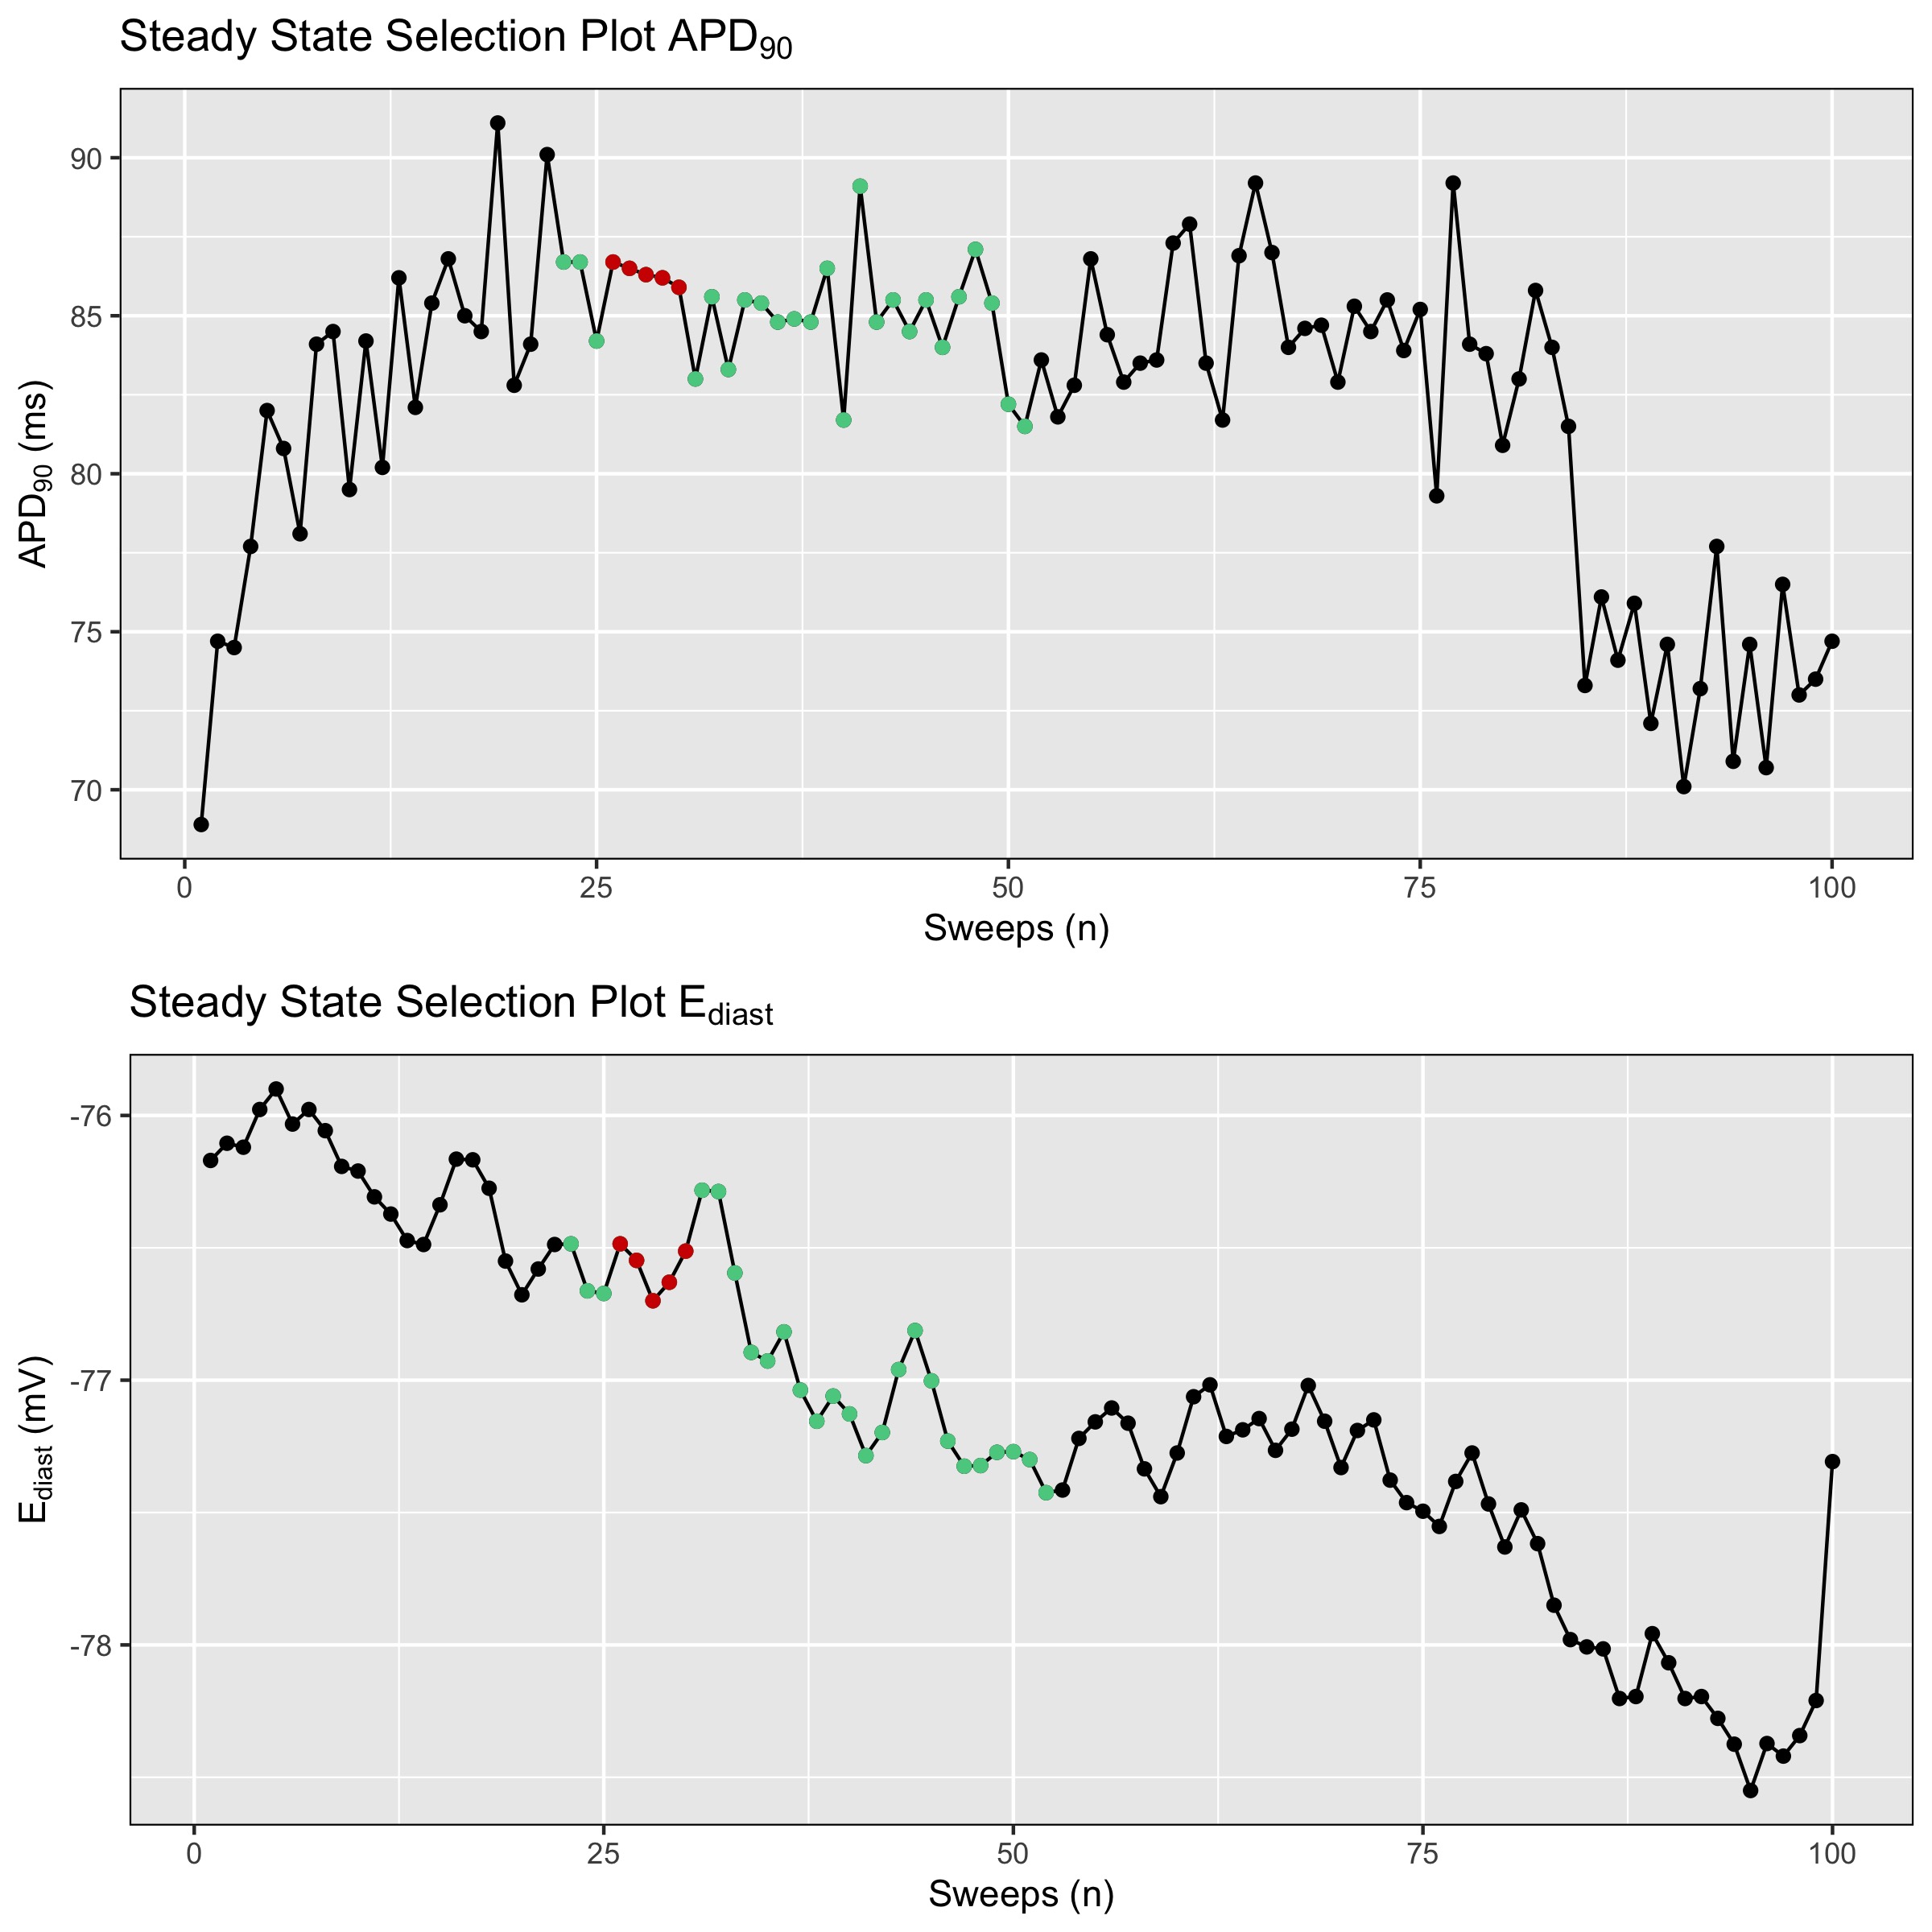 Steady State Selection Plot APD90
90
85
80
75
70
APD90 (ms)
0 25 50 75 100
Sweeps (n)
Steady State Selection Plot Ediast
-76
-77
-78
Ediast (mV)
0 25 50 75 100
Sweeps (n)